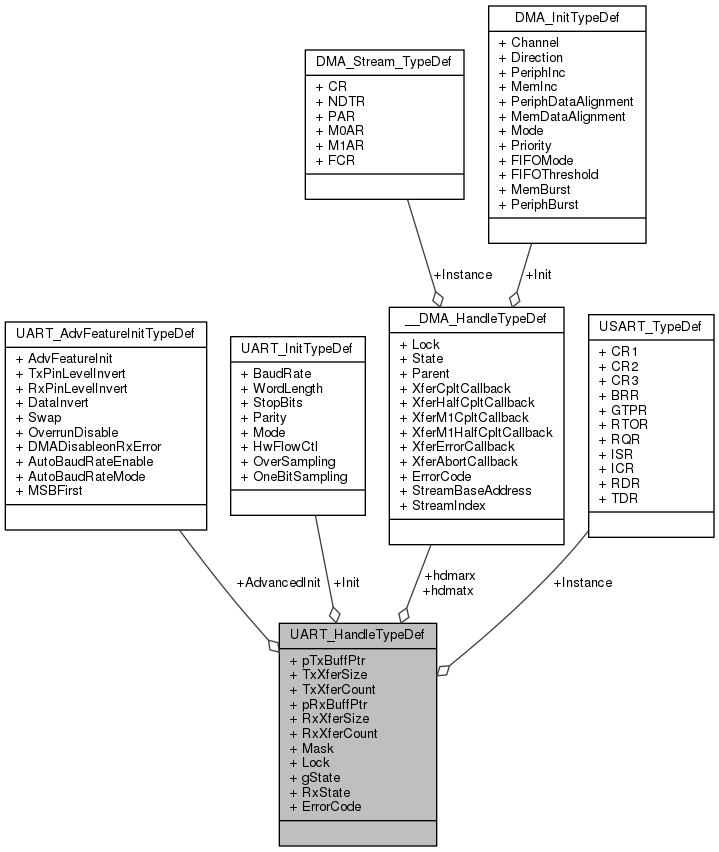 DMA_InitTypeDef
+ Channel
+ Direction
+ PeriphInc
+ MemInc
+ PeriphDataAlignment
+ MemDataAlignment
+ Mode
+ Priority
+ FIFOMode
+ FIFOThreshold
+ MemBurst
+ PeriphBurst
DMA_Stream_TypeDef
+ CR
+ NDTR
+ PAR
+ M0AR
+ M1AR
+ FCR
+Instance
+Init
UART_AdvFeatureInitTypeDef
+ AdvFeatureInit
+ TxPinLevelInvert
+ RxPinLevelInvert
+ DataInvert
+ Swap
+ OverrunDisable
+ DMADisableonRxError
+ AutoBaudRateEnable
+ AutoBaudRateMode
+ MSBFirst
UART_InitTypeDef
+ BaudRate
+ WordLength
+ StopBits
+ Parity
+ Mode
+ HwFlowCtl
+ OverSampling
+ OneBitSampling
__DMA_HandleTypeDef
+ Lock
+ State
+ Parent
+ XferCpltCallback
+ XferHalfCpltCallback
+ XferM1CpltCallback
+ XferM1HalfCpltCallback
+ XferErrorCallback
+ XferAbortCallback
+ ErrorCode
+ StreamBaseAddress
+ StreamIndex
USART_TypeDef
+ CR1
+ CR2
+ CR3
+ BRR
+ GTPR
+ RTOR
+ RQR
+ ISR
+ ICR
+ RDR
+ TDR
+AdvancedInit
+Init
+hdmarx
+hdmatx
+Instance
UART_HandleTypeDef
+ pTxBuffPtr
+ TxXferSize
+ TxXferCount
+ pRxBuffPtr
+ RxXferSize
+ RxXferCount
+ Mask
+ Lock
+ gState
+ RxState
+ ErrorCode